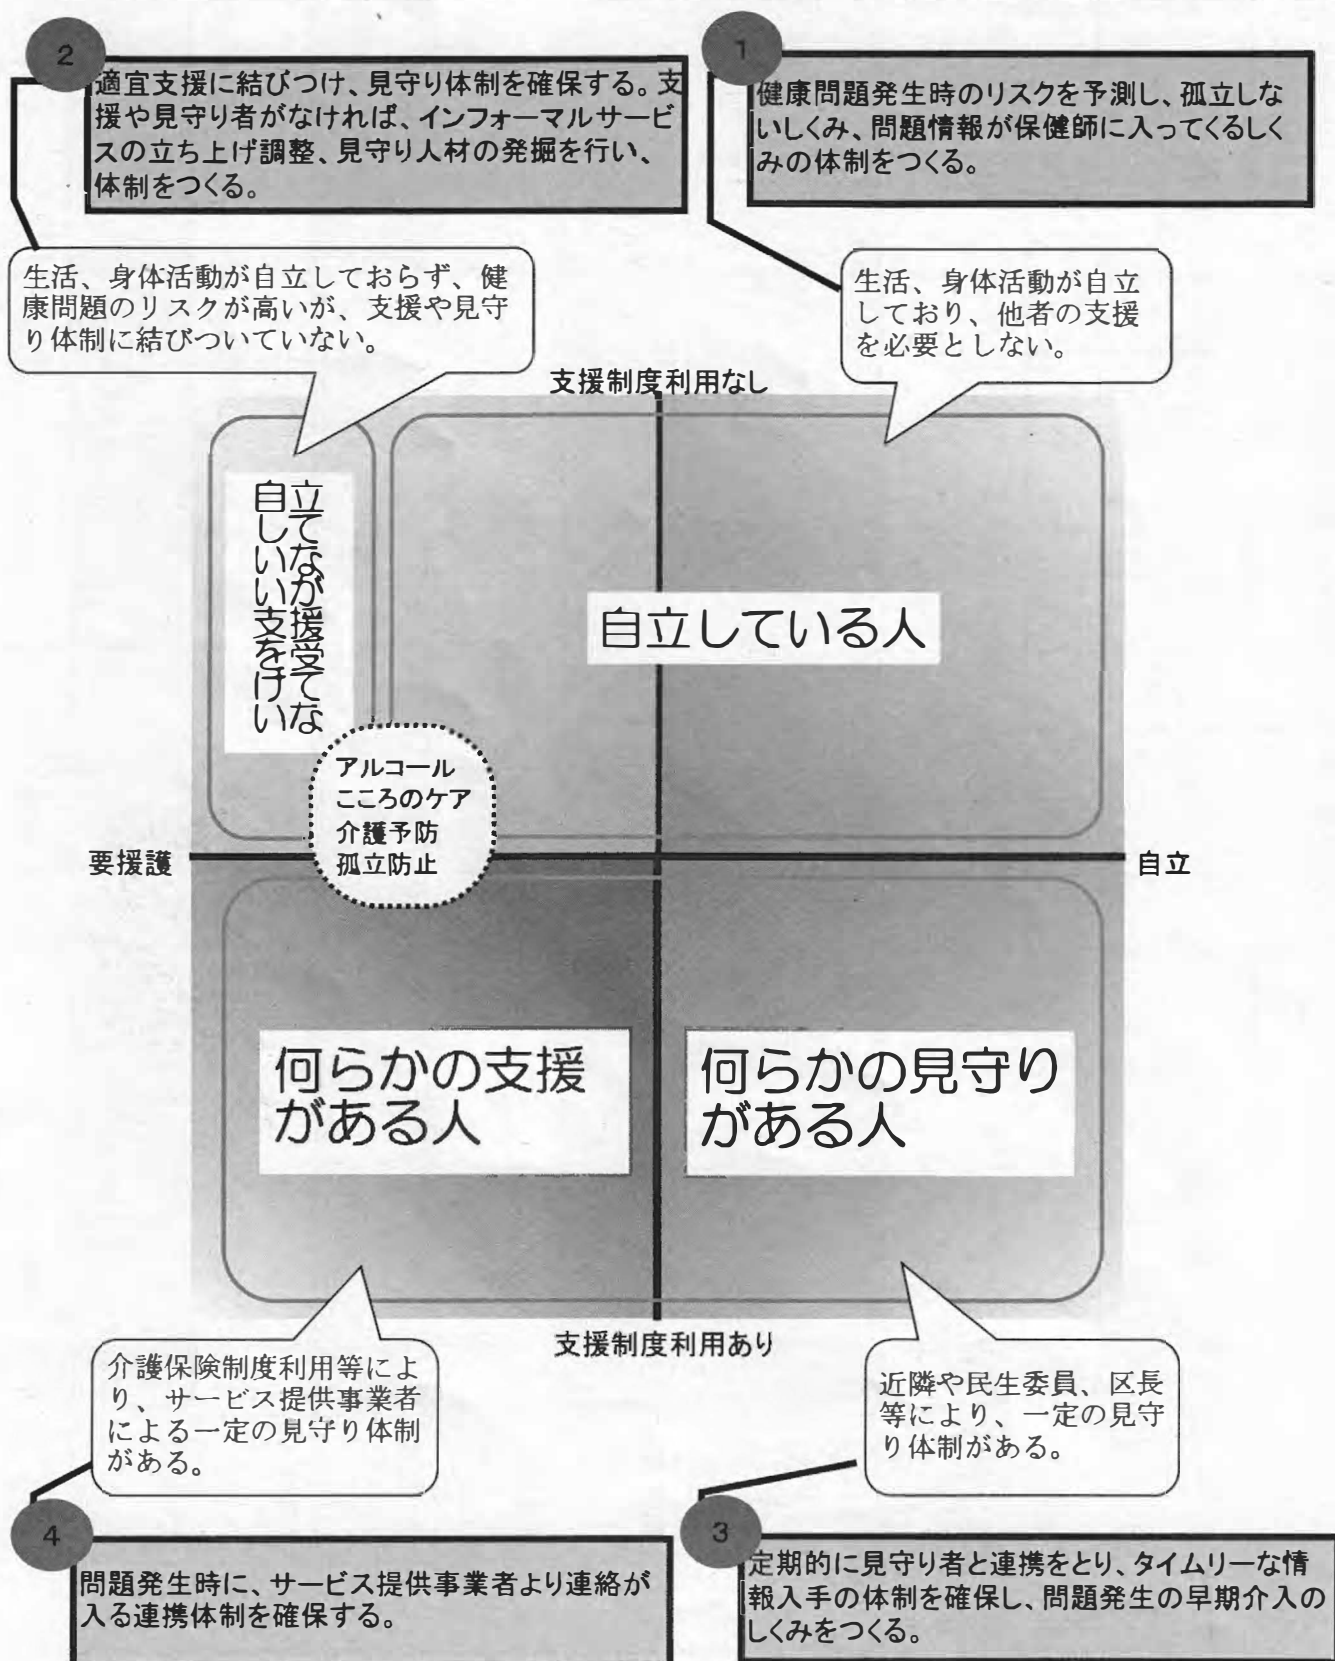 2
適宜支援に結びつけ、見守り体制を確保する。支
援や見守り者がなければ、インフォーマルサービ
スの立ち上げ調整、見守り人材の発掘を行い、
体制をつくる。
1
健康問題発生時のリスクを予測し、孤立しな
いしくみ、問題情報が保健師に入ってくるしく
みの体制をつくる。
生活、身体活動が自立しておらず、健
康問題のリスクが高いが、支援や見守
り体制に結びついていない。
生活、身体活動が自立
しており、他者の支援
を必要としない。
支援制度利用なし
自立
して
いな
いが
い援
支受
をて
けな
い
自立している人
アルコール
こころのケア
介護予防
孤立防止
要援護
自立
何らかの支援
がある人
何らかの見守り
がある人
支援制度利用あり
介護保険制度利用等によ
り、サービス提供事業者
による一定の見守り体制
がある。
近隣や民生委員、区長
等により、一定の見守
り体制がある。
4
問題発生時に、サービス提供事業者より連絡が
入る連携体制を確保する。
3
定期的に見守り者と連携をとり、タイムリーな情
報入手の体制を確保し、問題発生の早期介入の
しくみをつくる。